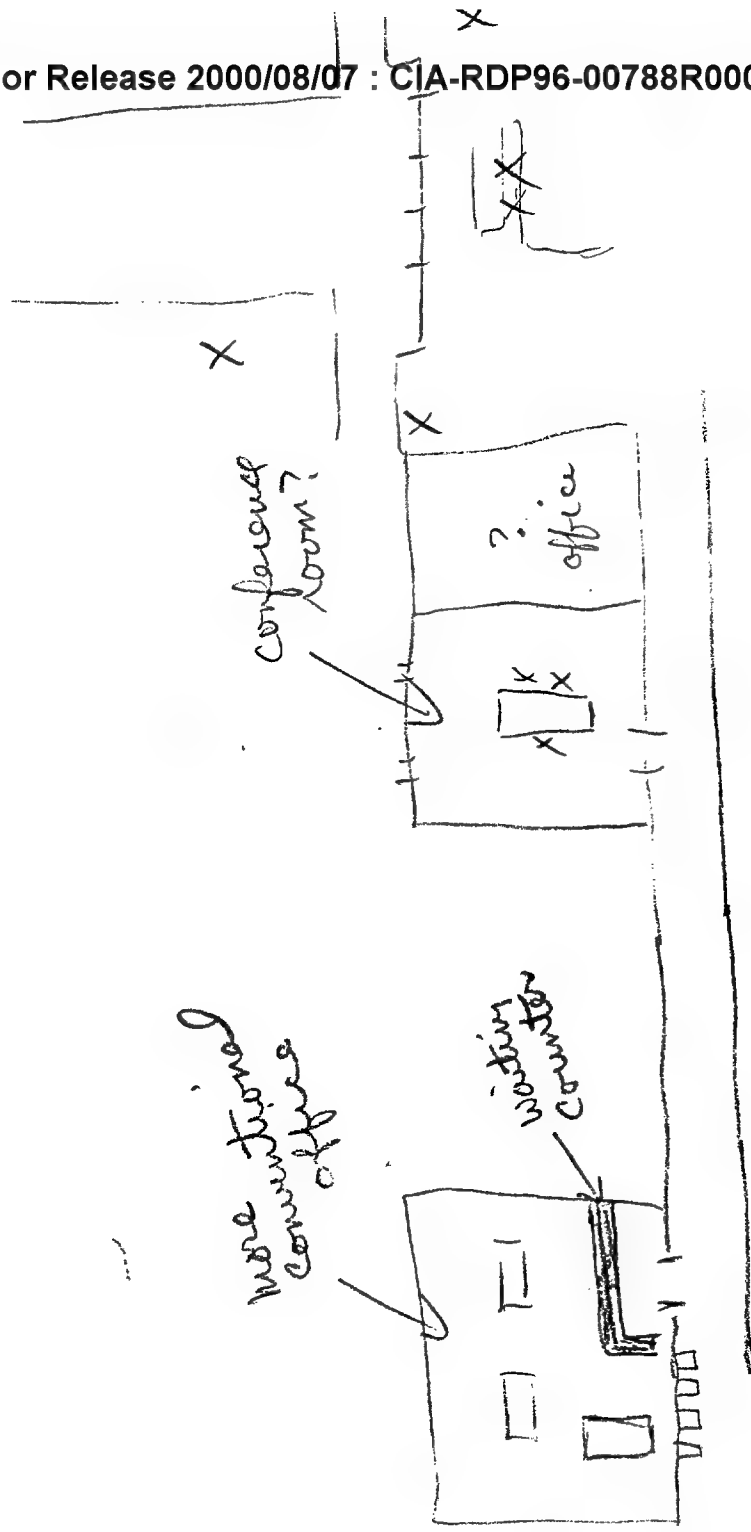 or Release 2000/08/07 : CIA-RDP96-00788R000
conference
room?
?
office
more
conventional
office
waiting
counter